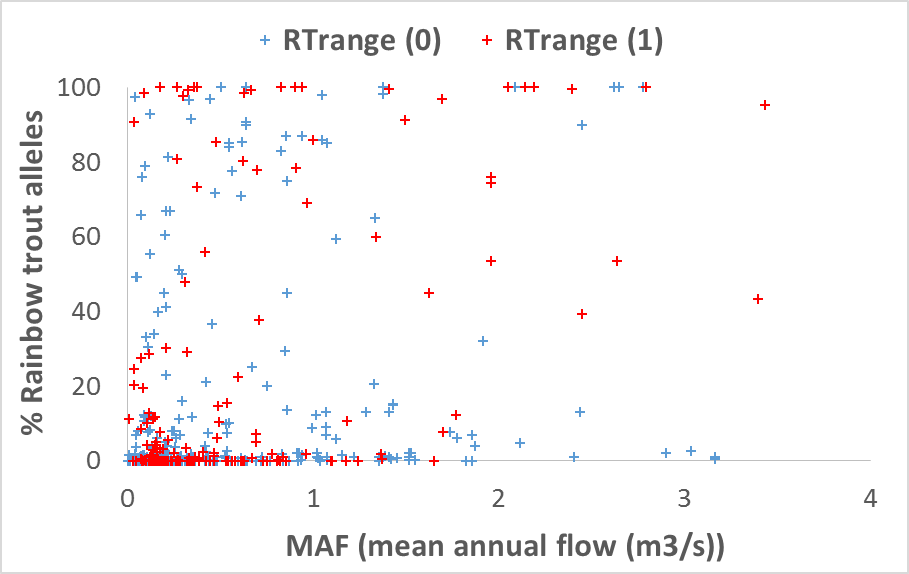 RTrange (0) RTrange (1)
100
80
60
40
20
0
% Rainbow trout alleles
0 1 2 3 4
MAF (mean annual flow (m3/s))